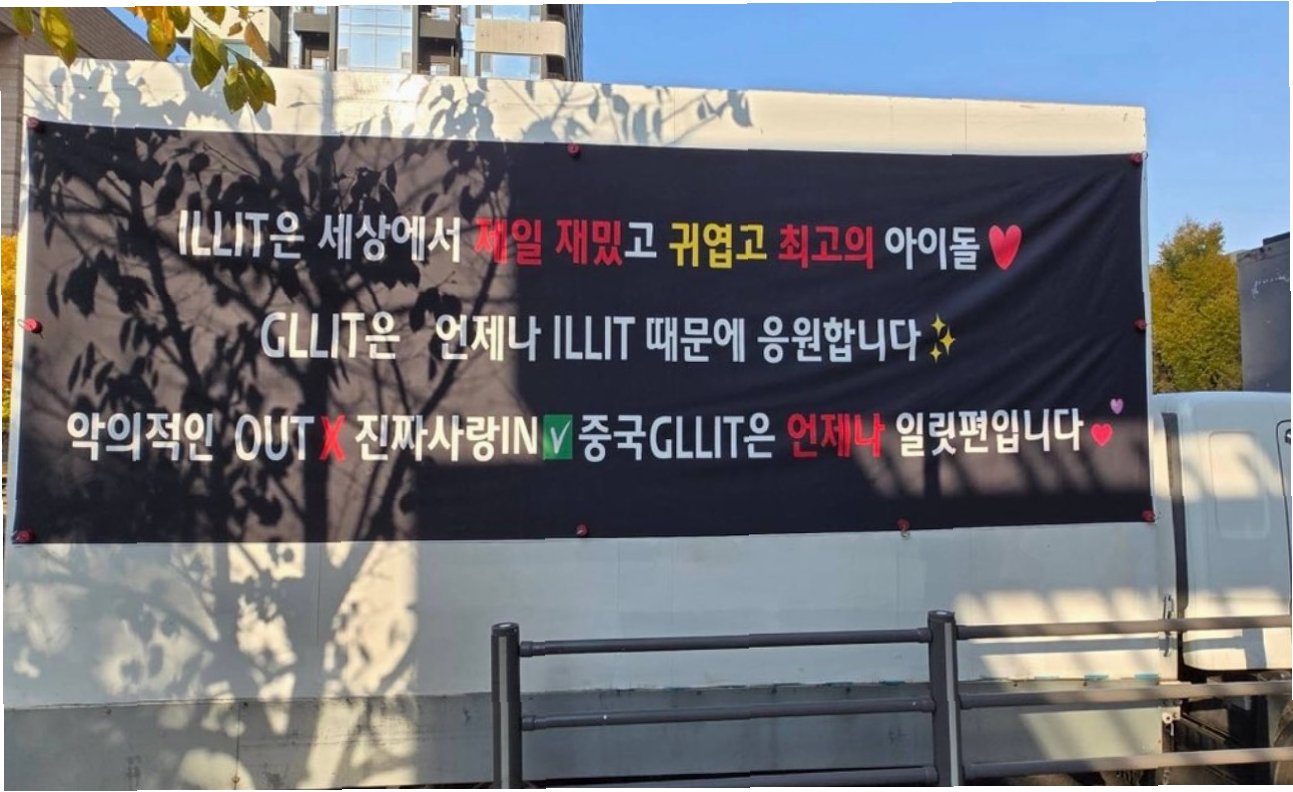 ILLIT은 세상에서 제일 재밌고 귀엽고 최고의 아이돌❤️
GLLIT은 언제나 ILLIT 때문에 응원합니다✨
악의적인 OUT❌ 진짜사랑IN✅ 중국GLLIT은 언제나 일릿편입니다💕